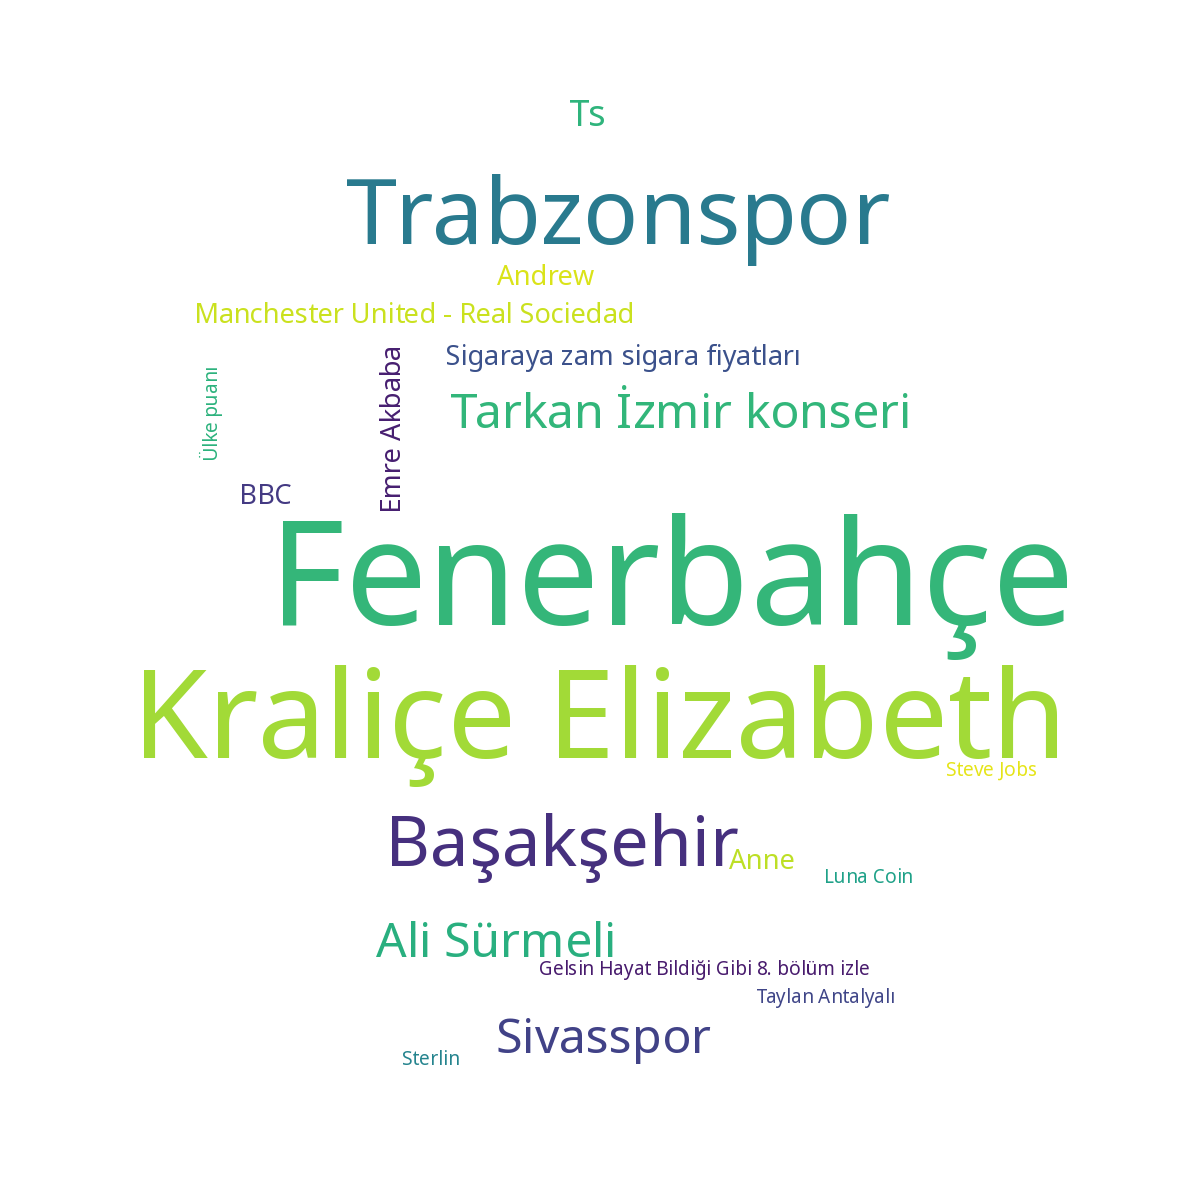 Ts
Trabzonspor
Andrew
Manchester United - Real Sociedad
Sigaraya zam sigara fiyatları
Emre Akbaba
Ülke puanı
Tarkan İzmir konseri
BBC
Fenerbahçe
Kraliçe Elizabeth
Steve Jobs
Başakşehir
Anne
Luna Coin
Ali Sürmeli
Gelsin Hayat Bildiği Gibi 8. bölüm izle
Taylan Antalyalı
Sivasspor
Sterlin